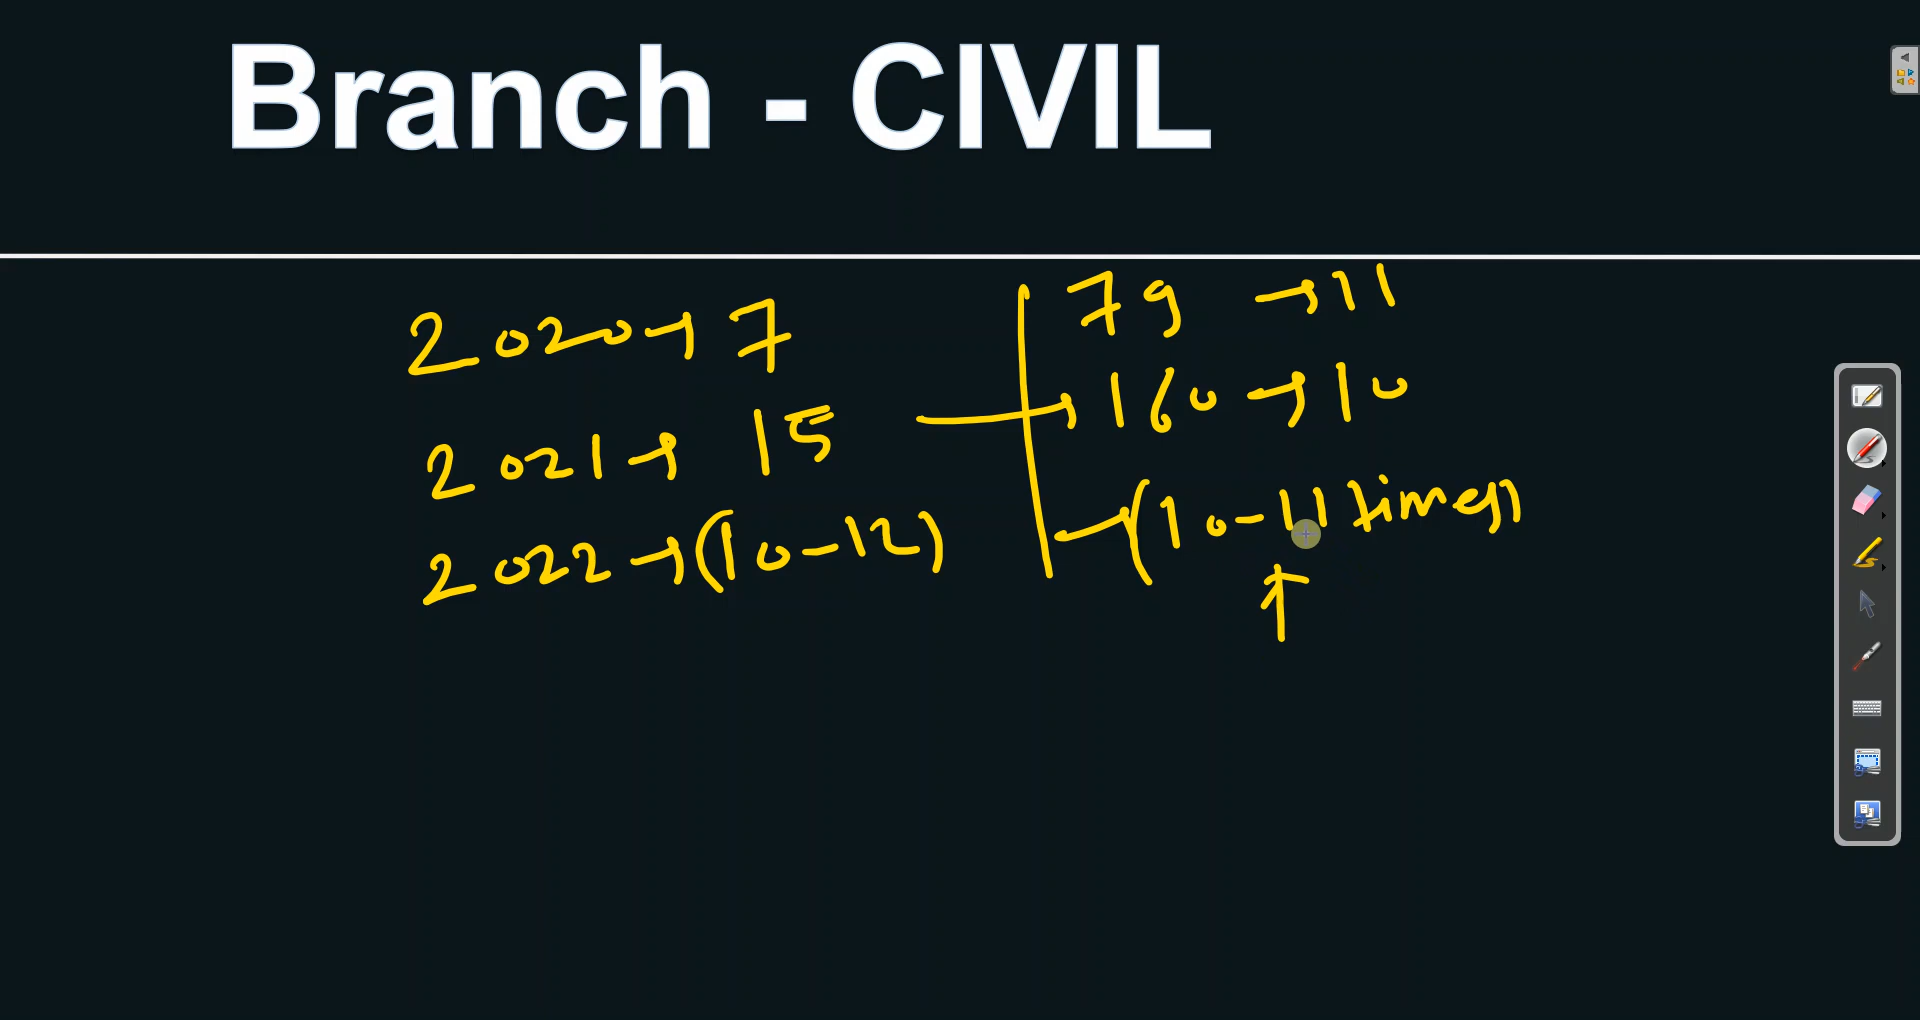 Branch - CIVIL
2020 → 7 | 79 → 11
2021 → 15 → 160 → 10
2022 → (10-12) → (10-11 times)